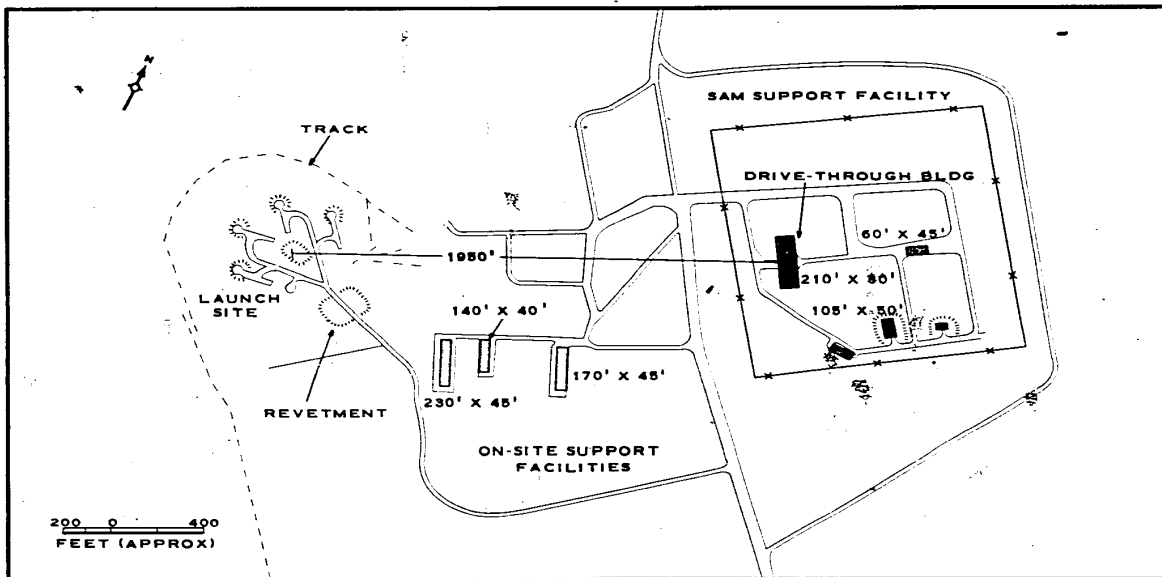 N
SAM SUPPORT FACILITY
TRACK
DRIVE-THROUGH BLDG
60' X 45'
1950'
210' X 80'
LAUNCH
SITE
140' X 40'
105' X 50'
170' X 45'
230' X 45'
REVETMENT
ON-SITE SUPPORT
FACILITIES
200 0 400
FEET (APPROX)